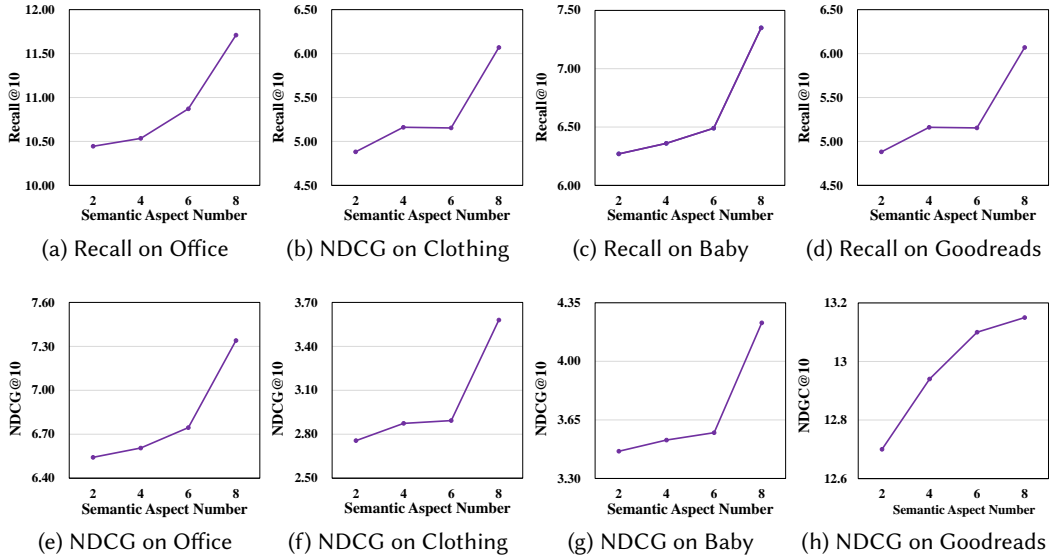 12.00
11.50
11.00
10.50
10.00
Recall@10
2 4 6 8
Semantic Aspect Number
(a) Recall on Office
6.50
6.00
5.50
5.00
4.50
Recall@10
2 4 6 8
Semantic Aspect Number
(b) NDCG on Clothing
7.50
7.00
6.50
6.00
Recall@10
2 4 6 8
Semantic Aspect Number
(c) Recall on Baby
6.50
6.00
5.50
5.00
4.50
Recall@10
2 4 6 8
Semantic Aspect Number
(d) Recall on Goodreads
7.60
7.30
7.00
6.70
6.40
NDCG@10
2 4 6 8
Semantic Aspect Number
(e) NDCG on Office
3.70
3.40
3.10
2.80
2.50
NDCG@10
2 4 6 8
Semantic Aspect Number
(f) NDCG on Clothing
4.35
4.00
3.65
3.30
NDCG@10
2 4 6 8
Semantic Aspect Number
(g) NDCG on Baby
13.2
13
12.8
12.6
NDGC@10
2 4 6 8
Semantic Aspect Number
(h) NDCG on Goodreads